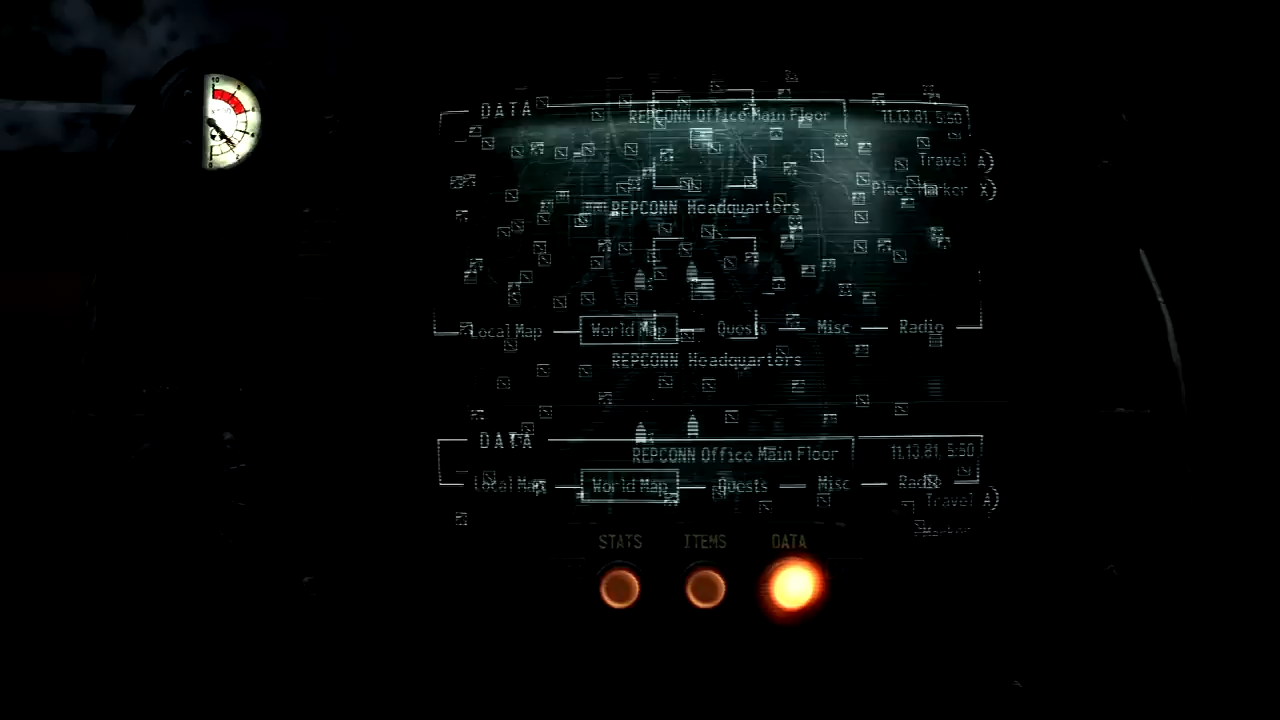 DATA
REPCONN Office Main Floor
11.13.81, 5:50
Travel A)
Place Marker X)
REPCONN Headquarters
Local Map World Map Quests Misc Radio
REPCONN Headquarters
DATA
REPCONN Office Main Floor
11.13.81, 5:50
Local Map World Map Quests Misc Radio
Travel A)
STATS ITEMS DATA